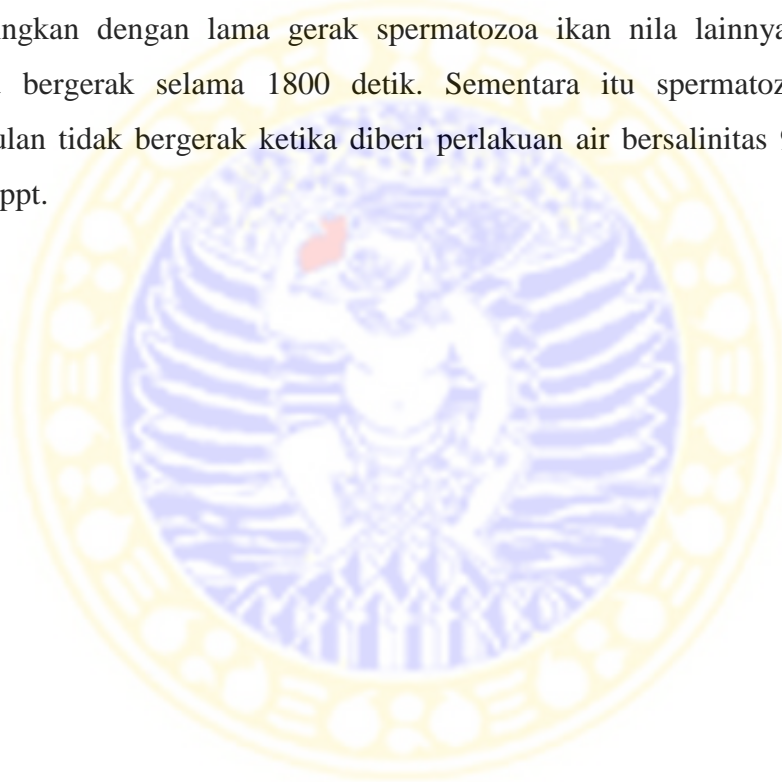 ngkan dengan lama gerak spermatozoa ikan nila lainnya
bergerak selama 1800 detik. Sementara itu spermatoz
ulan tidak bergerak ketika diberi perlakuan air bersalinitas 9
ppt.